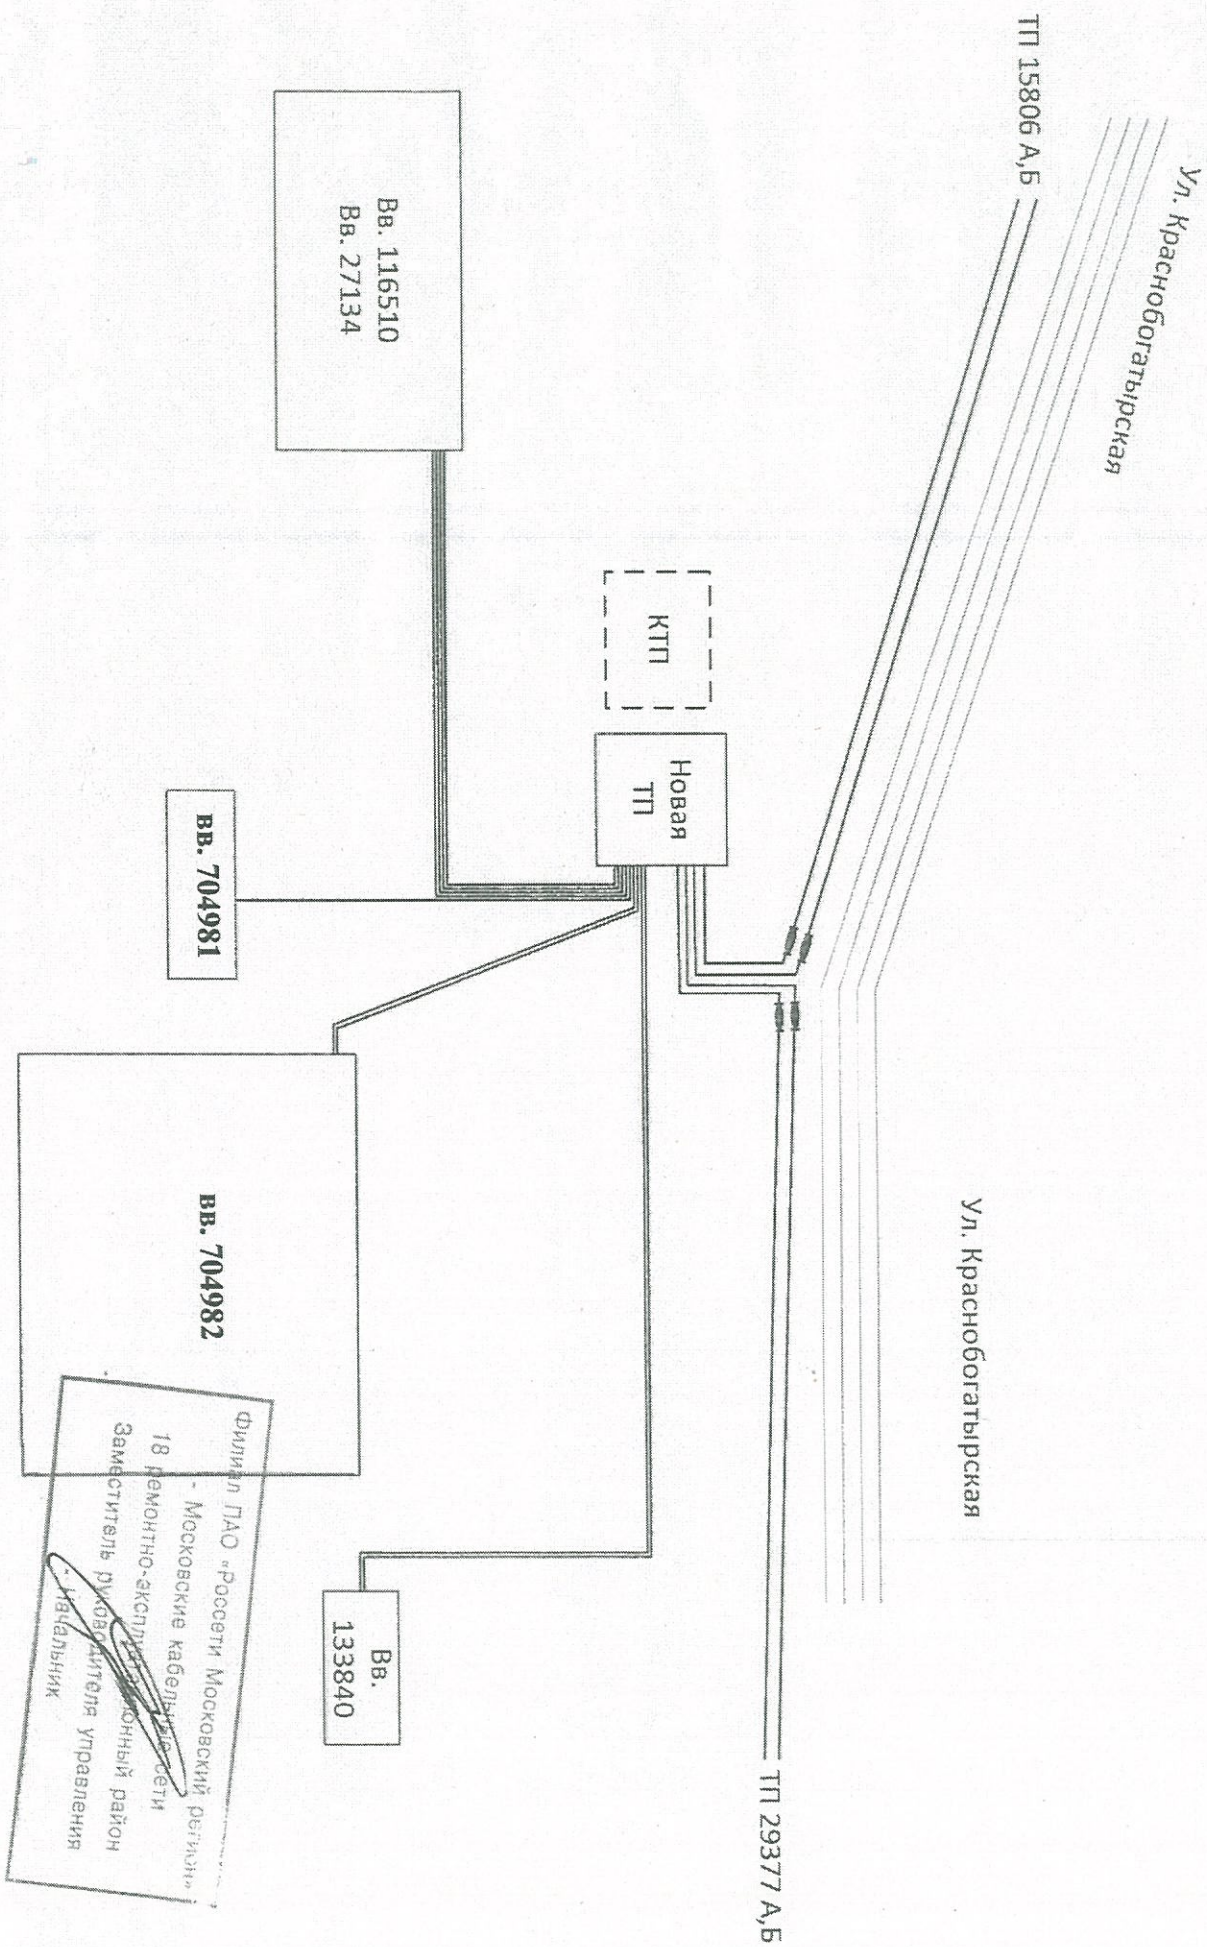 Ул. Краснобогатырская
ТП 15806 А,Б
Ул. Краснобогатырская
ТП 29377 А,Б
КТП
Новая
ТП
Вв. 116510
Вв. 27134
вв. 704981
вв. 704982
Вв.
133840
Филиал ПАО «Россети Московский регион»
- Московские кабельные сети
18 ремонтно-эксплуатационный район
Заместитель руководителя управления
- Начальник